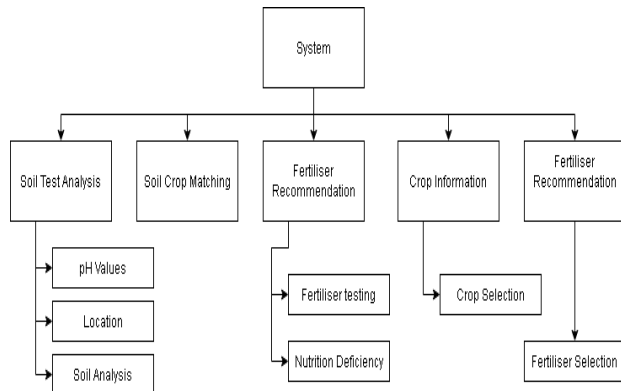 System
Soil Test Analysis
Soil Crop Matching
Fertiliser
Recommendation
Crop Information
Fertiliser
Recommendation
pH Values
Location
Soil Analysis
Fertiliser testing
Nutrition Deficiency
Crop Selection
Fertiliser Selection